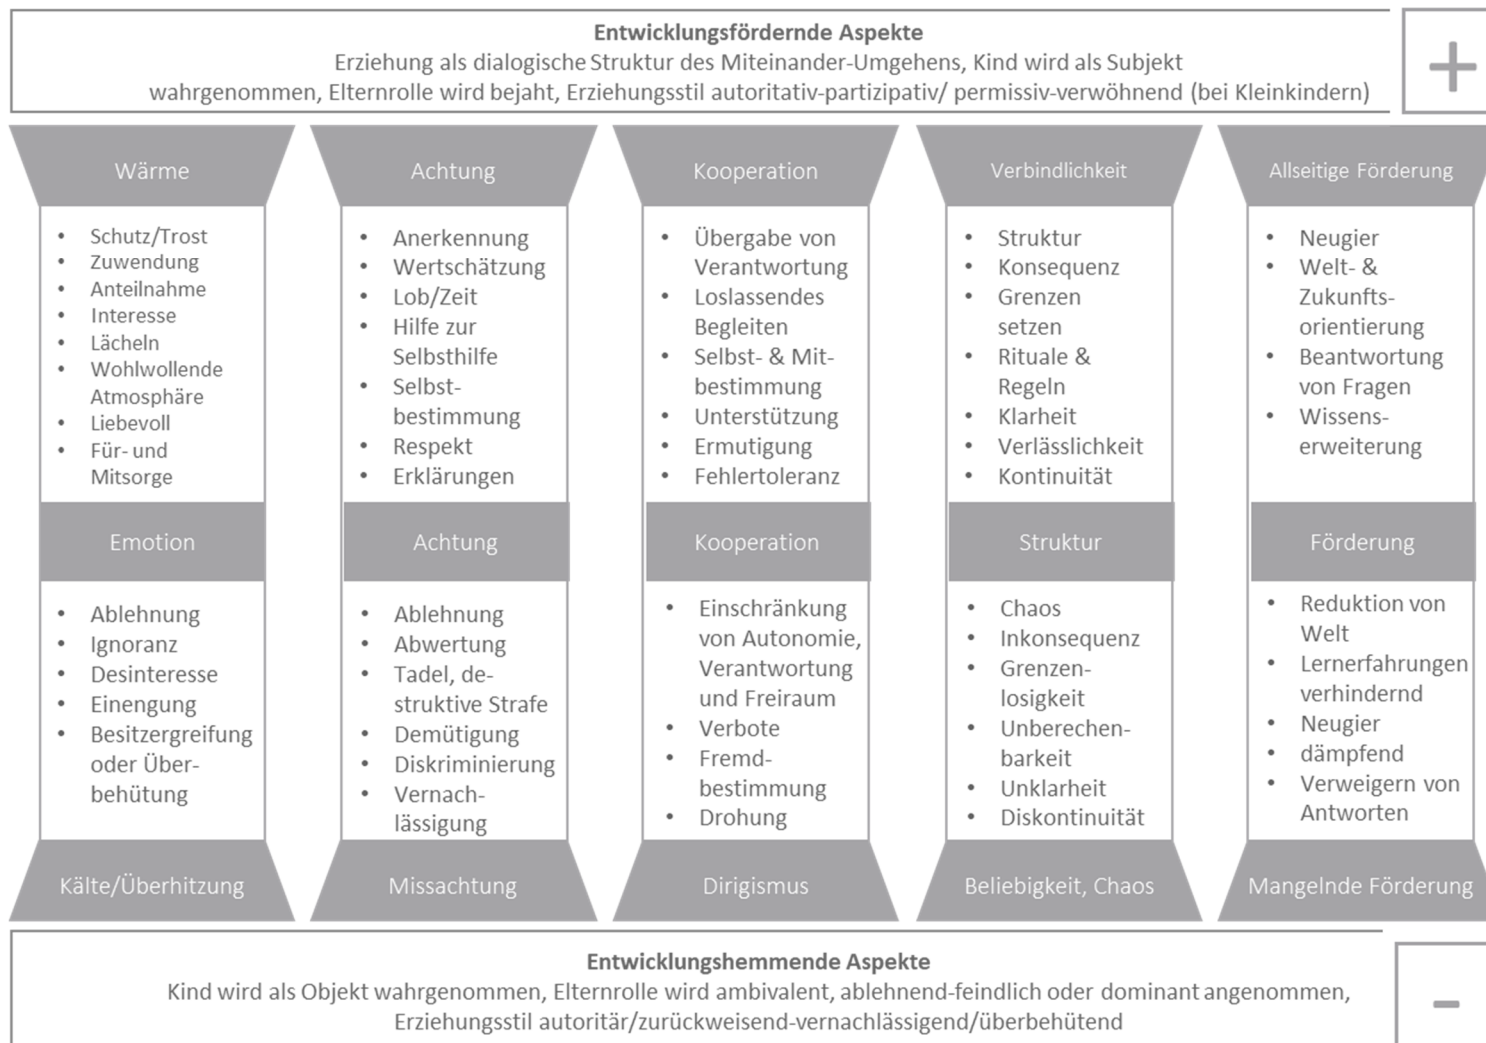 Entwicklungsfördernde Aspekte
Erziehung als dialogische Struktur des Miteinander-Umgehens, Kind wird als Subjekt
wahrgenommen, Elternrolle wird bejaht, Erziehungsstil autoritativ-partizipativ/ permissiv-verwöhnend (bei Kleinkindern)
+
Wärme
• Schutz/Trost
• Zuwendung
• Anteilnahme
• Interesse
• Lächeln
• Wohlwollende
Atmosphäre
• Liebevoll
• Für- und
Mitsorge
Emotion
• Ablehnung
• Ignoranz
• Desinteresse
• Einengung
• Besitzergreifung
oder Über-
behütung
Kälte/Überhitzung
Achtung
• Anerkennung
• Wertschätzung
• Lob/Zeit
• Hilfe zur
Selbsthilfe
• Selbst-
bestimmung
• Respekt
• Erklärungen
Achtung
• Ablehnung
• Abwertung
• Tadel, de-
struktive Strafe
• Demütigung
• Diskriminierung
• Vernach-
lässigung
Missachtung
Kooperation
• Übergabe von
Verantwortung
• Loslassendes
Begleiten
• Selbst- & Mit-
bestimmung
• Unterstützung
• Ermutigung
• Fehlertoleranz
Kooperation
• Einschränkung
von Autonomie,
Verantwortung
und Freiraum
• Verbote
• Fremd-
bestimmung
• Drohung
Dirigismus
Verbindlichkeit
• Struktur
• Konsequenz
• Grenzen
setzen
• Rituale &
Regeln
• Klarheit
• Verlässlichkeit
• Kontinuität
Struktur
• Chaos
• Inkonsequenz
• Grenzen-
losigkeit
• Unberechen-
barkeit
• Unklarheit
• Diskontinuität
Beliebigkeit, Chaos
Allseitige Förderung
• Neugier
• Welt- &
Zukunfts-
orientierung
• Beantwortung
von Fragen
• Wissens-
erweiterung
Förderung
• Reduktion von
Welt
• Lernerfahrungen
verhindernd
• Neugier
• dämpfend
• Verweigern von
Antworten
Mangelnde Förderung
Entwicklungshemmende Aspekte
Kind wird als Objekt wahrgenommen, Elternrolle wird ambivalent, ablehnend-feindlich oder dominant angenommen,
Erziehungsstil autoritär/zurückweisend-vernachlässigend/überbehütend
-